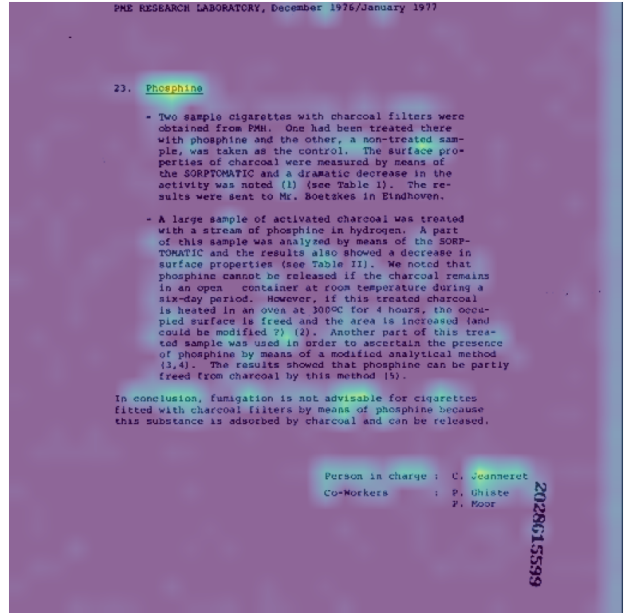 PME RESEARCH LABORATORY, December 1976/January 1977
23. Phosphine
- Two sample cigarettes with charcoal filters were
obtained from PMH. One had been treated there
with phosphine and the other, a non-treated sam-
ple, was taken as the control. The surface pro-
perties of charcoal were measured by means of
the SORPTOMATIC and a dramatic decrease in the
activity was noted (1) (see Table 1). The re-
sults were sent to Mr. Boetzkes in Eindhoven.
- A large sample of activated charcoal was treated
with a stream of phosphine in hydrogen. A part
of this sample was analyzed by means of the SORP-
TOMATIC and the results also showed a decrease in
surface properties (see Table II). We noted that
phosphine cannot be released if the charcoal remains
in an open container at room temperature during a
six-day period. However, if this treated charcoal
is heated in an oven at 300ºC for 4 hours, the occu-
pied surface is freed and the area is increased (and
could be modified ?) (2). Another part of this trea-
ted sample was used in order to ascertain the presence
of phosphine by means of a modified analytical method
(3,4). The results showed that phosphine can be partly
freed from charcoal by this method (5).
In conclusion, fumigation is not advisable for cigarettes
fitted with charcoal filters by means of phosphine because
this substance is adsorbed by charcoal and can be released.
Person in charge : C. Jeanneret
Co-Workers : P. Ghiste
P. Moor
2028615599